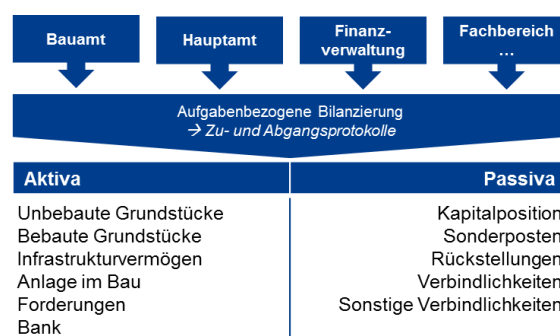 Bauamt
Hauptamt
Finanz-
verwaltung
Fachbereich
...
Aufgabenbezogene Bilanzierung
→ Zu- und Abgangsprotokolle
Aktiva
Passiva
Unbebaute Grundstücke
Bebaute Grundstücke
Infrastrukturvermögen
Anlage im Bau
Forderungen
Bank
Kapitalposition
Sonderposten
Rückstellungen
Verbindlichkeiten
Sonstige Verbindlichkeiten